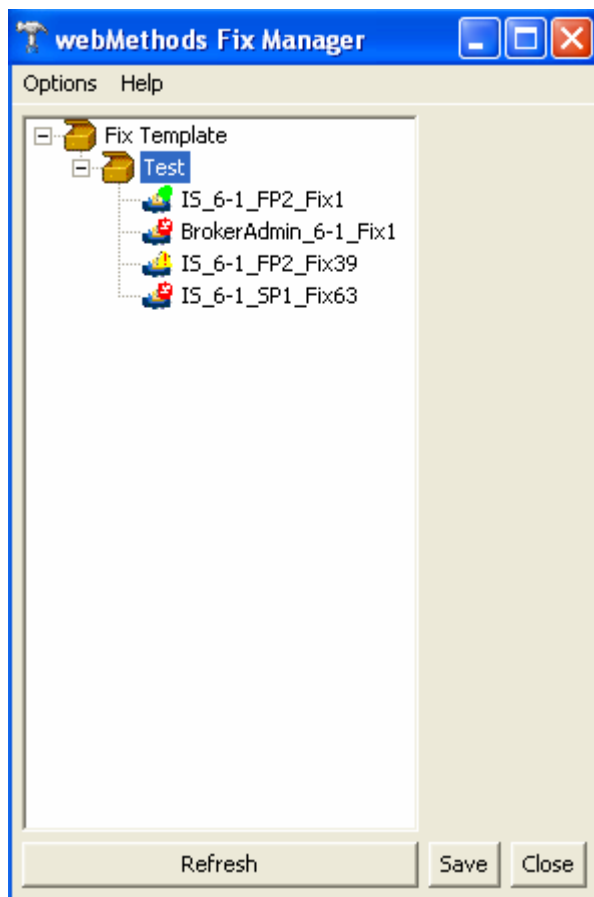 webMethods Fix Manager
Options Help
Fix Template
Test
IS_6-1_FP2_Fix1
BrokerAdmin_6-1_Fix1
IS_6-1_FP2_Fix39
IS_6-1_SP1_Fix63
Refresh Save Close